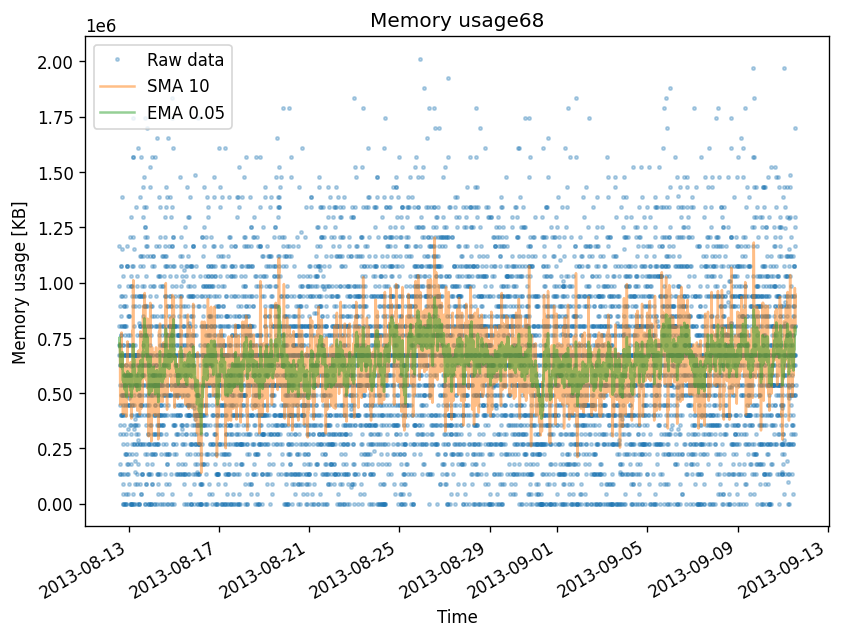 Memory usage68
1e6
Raw data
SMA 10
EMA 0.05
2.00
1.75
1.50
1.25
1.00
0.75
0.50
0.25
0.00
Memory usage [KB]
2013-08-13
2013-08-17
2013-08-21
2013-08-25
2013-08-29
2013-09-01
2013-09-05
2013-09-09
2013-09-13
Time